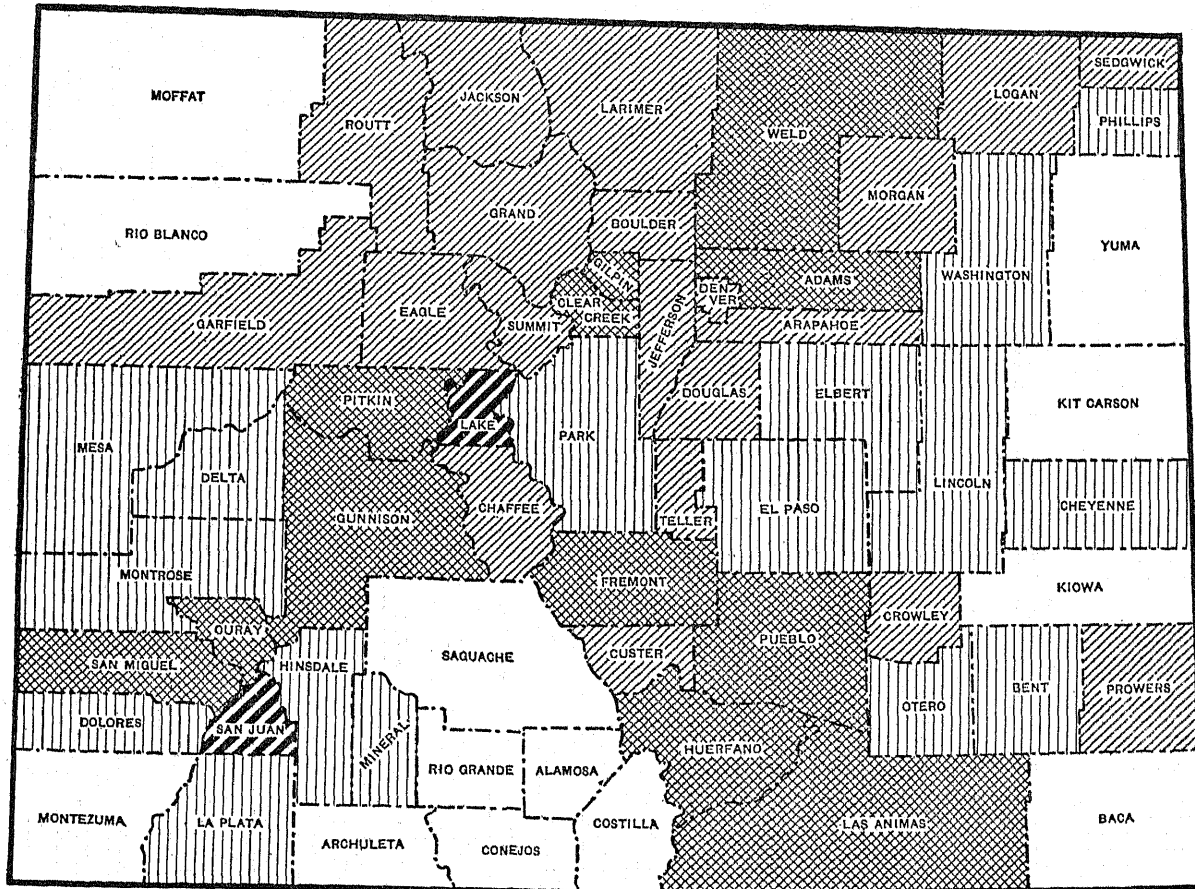 SEDGWICK
MOFFAT
JACKSON
LARIMER
LOGAN
ROUTT
WELD
PHILLIPS
MORGAN
GRAND
BOULDER
RIO BLANCO
YUMA
GILPIN
WASHINGTON
ADAMS
DEN
VER
CLEAR
CREEK
EAGLE
SUMMIT
JEFFERSON
GARFIELD
ARAPAHOE
PITKIN
DOUGLAS
ELBERT
KIT CARSON
LAKE
PARK
MESA
DELTA
LINCOLN
CHAFFEE
EL PASO
CHEYENNE
GUNNISON
TELLER
MONTROSE
FREMONT
KIOWA
CROWLEY
OURAY
PUEBLO
CUSTER
SAGUACHE
SAN MIGUEL
HINSDALE
BENT
PROWERS
OTERO
DOLORES
SAN JUAN
MINERAL
HUERFANO
RIO GRANDE
ALAMOSA
MONTEZUMA
LA PLATA
COSTILLA
LAS ANIMAS
BACA
ARCHULETA
CONEJOS